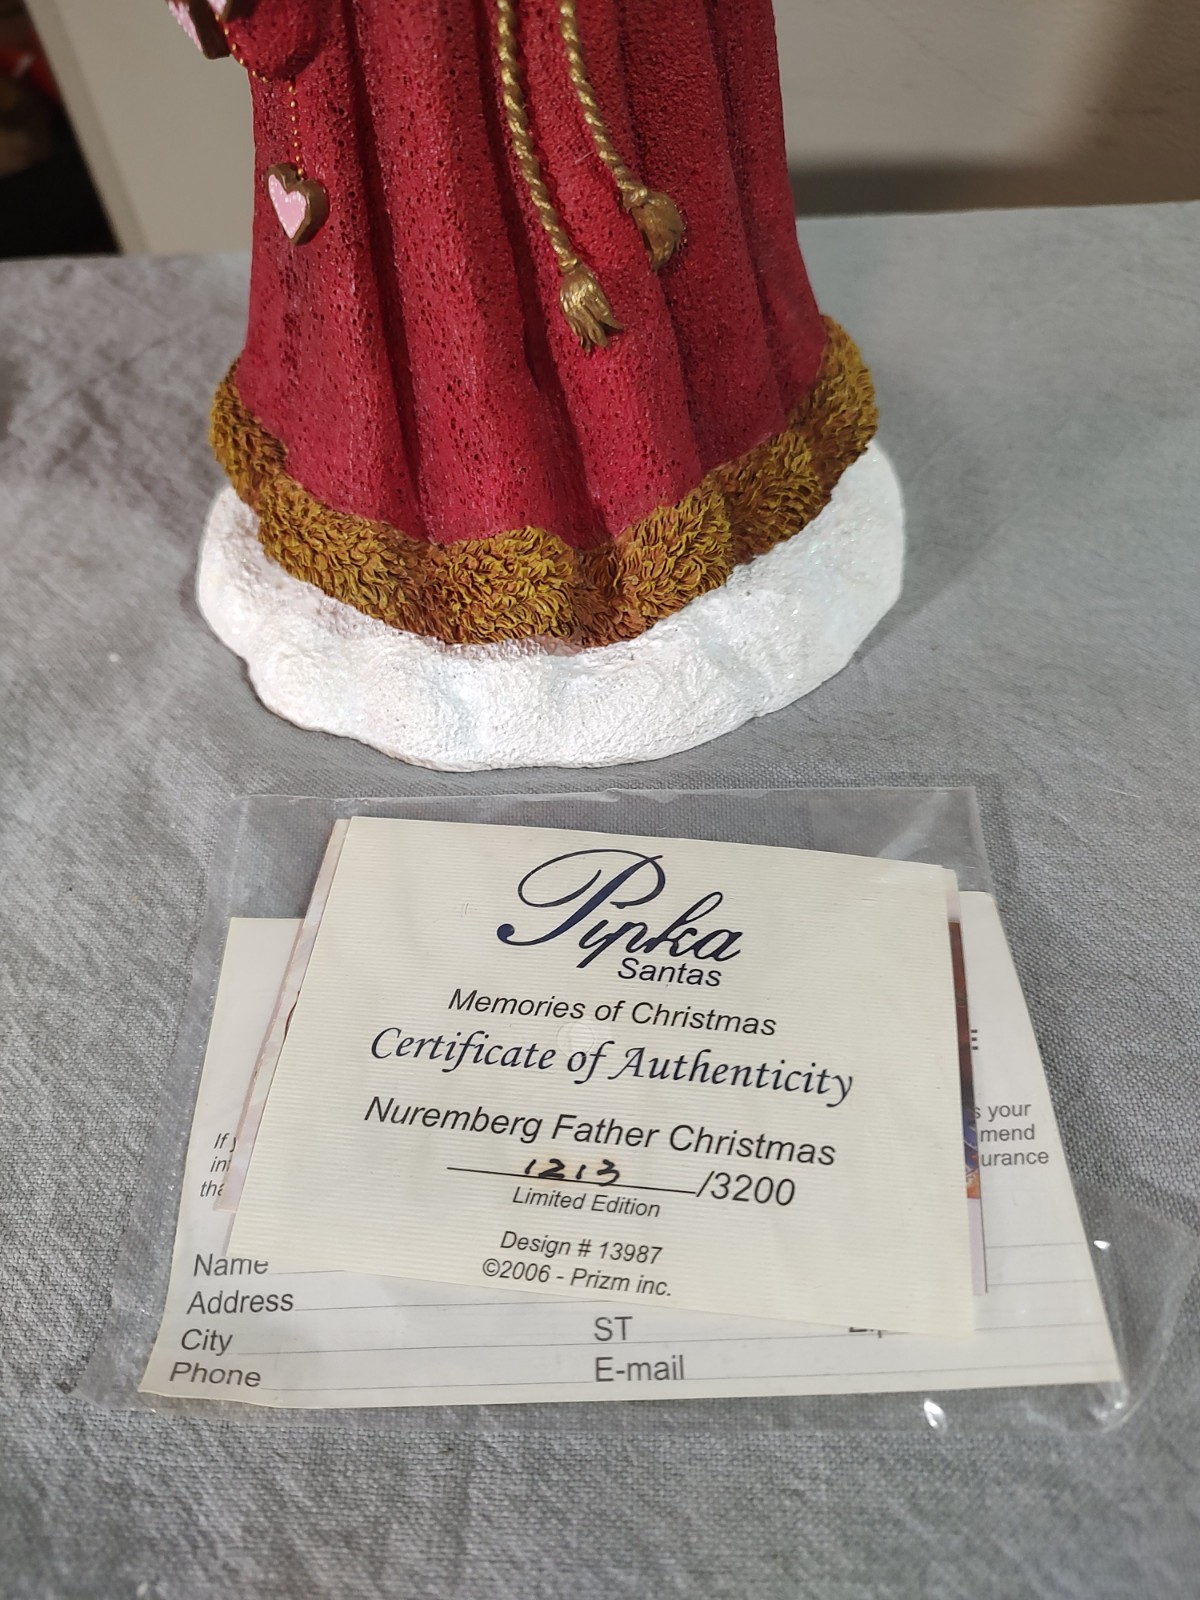 Pipka
Santas
Memories of Christmas
Certificate of Authenticity
Nuremberg Father Christmas
1213 /3200
Limited Edition
Design # 13987
©2006 - Prizm inc.
your
urance
Name
Address
City
ST
Phone
E-mail